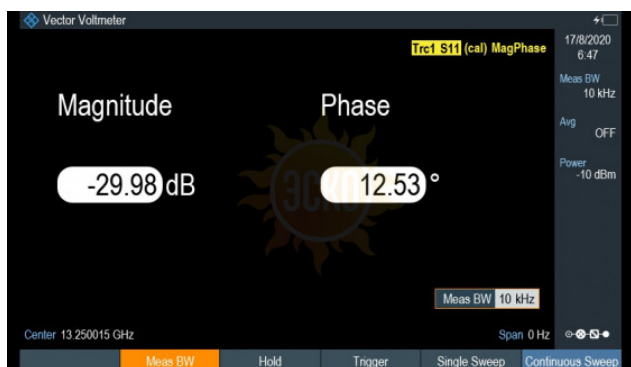 Vector Voltmeter
17/8/2020
6:47
Trc1 S11 (cal) MagPhase
Meas BW
10 kHz
Avg
OFF
Power
-10 dBm
Magnitude
Phase
-29.98 dB
12.53 °
ЭСКО
Meas BW 10 kHz
Center 13.250015 GHz
Span 0 Hz
Meas BW
Hold
Trigger
Single Sweep
Continuous Sweep